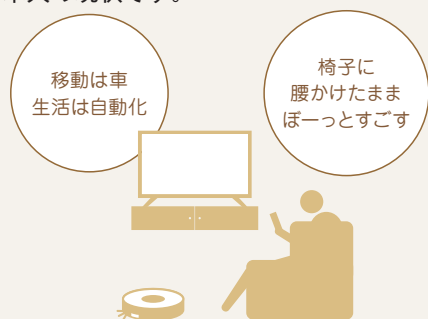 移動は車
生活は自動化
椅子に
腰かけたまま
ぼーっとすごす